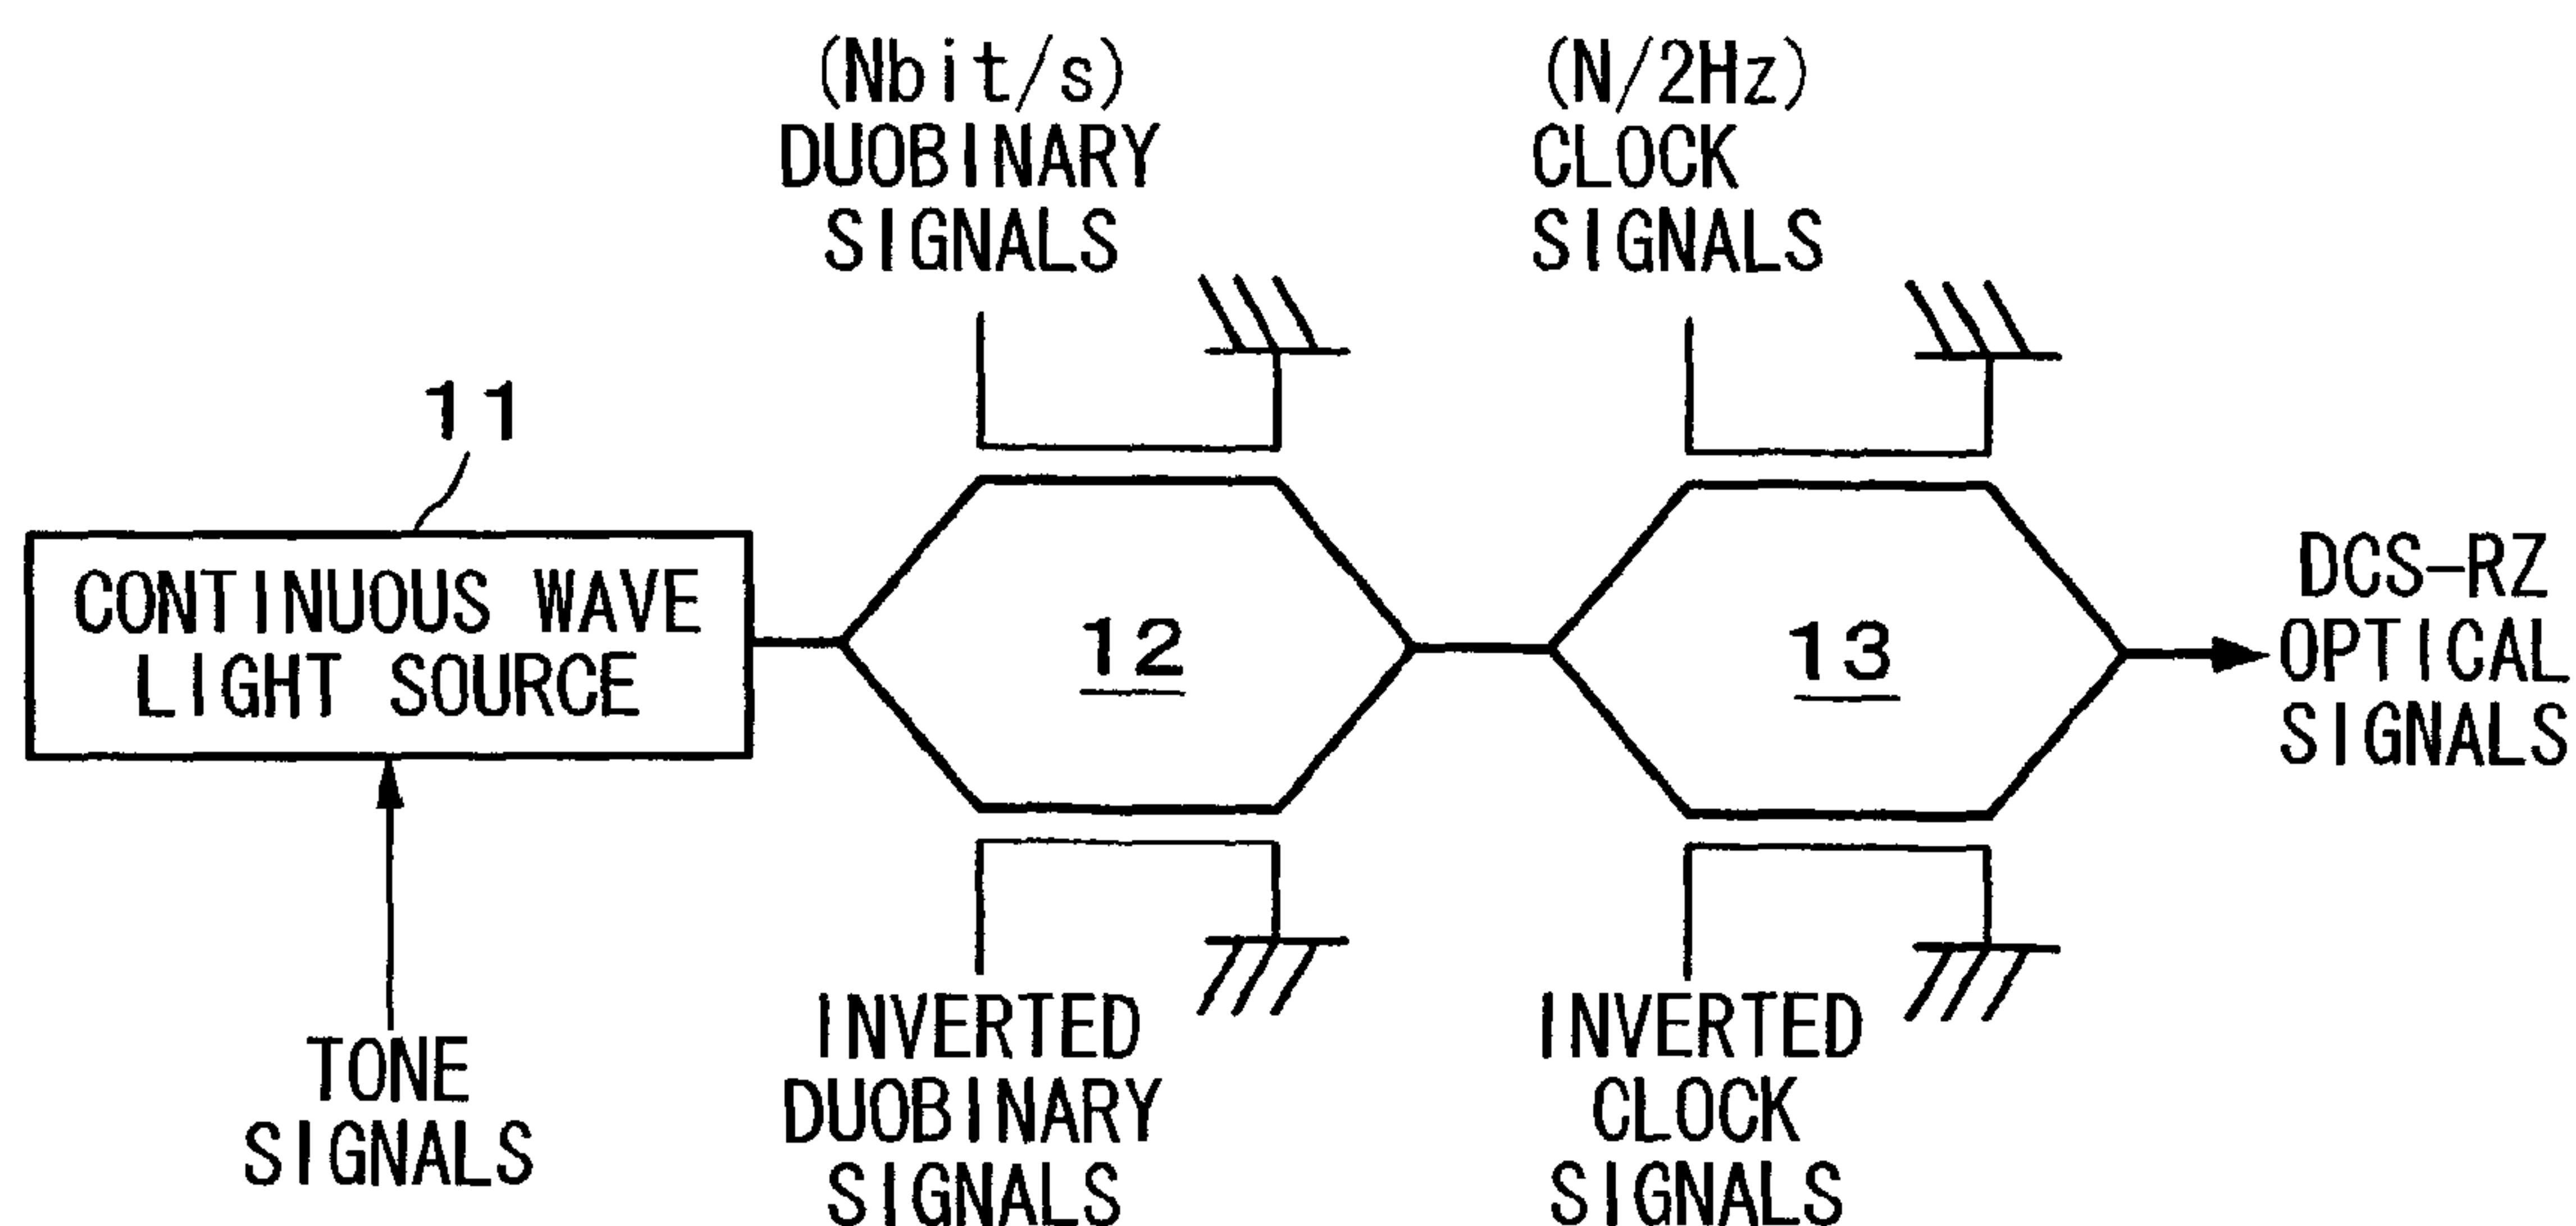 (Nbit/s)
DUOBINARY
SIGNALS
(N/2Hz)
CLOCK
SIGNALS
11
CONTINUOUS WAVE
LIGHT SOURCE
12
13
DCS-RZ
OPTICAL
SIGNALS
TONE
SIGNALS
INVERTED
DUOBINARY
SIGNALS
INVERTED
CLOCK
SIGNALS